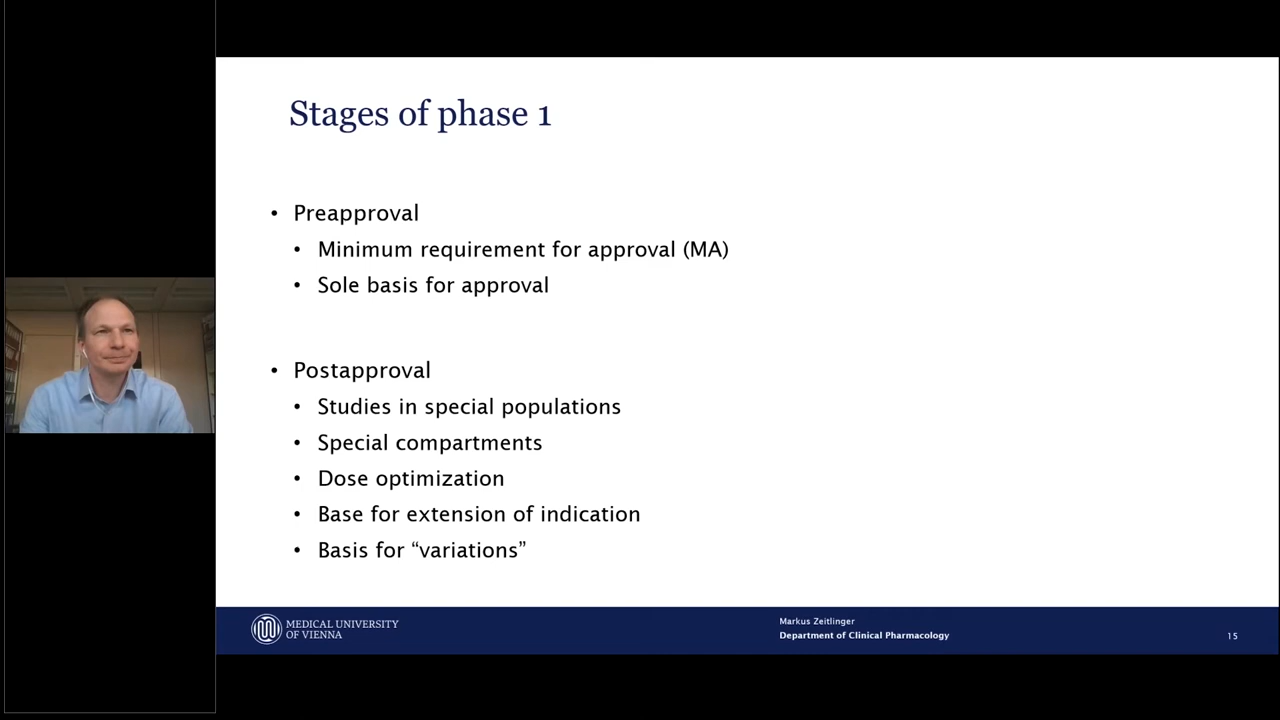 Stages of phase 1
• Preapproval
• Minimum requirement for approval (MA)
• Sole basis for approval
• Postapproval
• Studies in special populations
• Special compartments
• Dose optimization
• Base for extension of indication
• Basis for “variations”
MEDICAL UNIVERSITY
OF VIENNA
Markus Zeitlinger
Department of Clinical Pharmacology
15